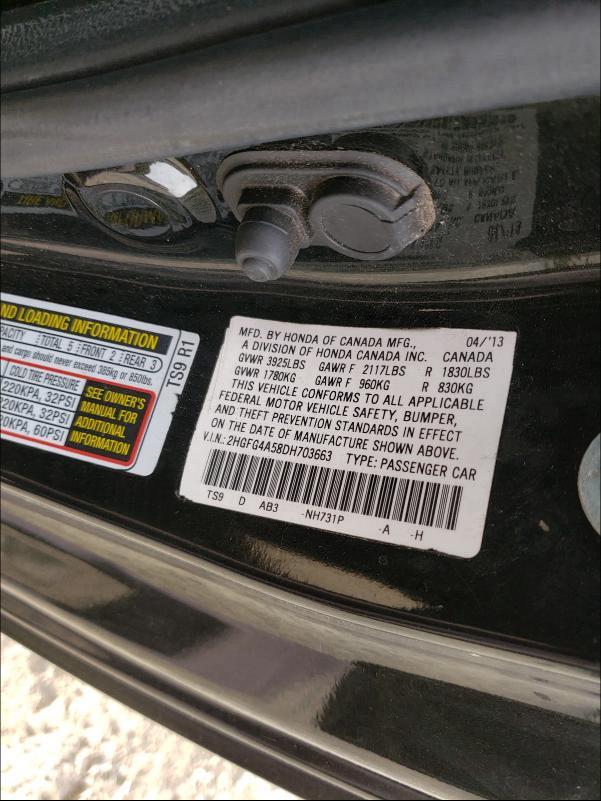 ND LOADING INFORMATION
PACITY TOTAL 5 FRONT 2 REAR 3
and cargo should never exceed 385kg or 850lbs.
COLD TIRE PRESSURE
220KPA, 32PSI
220KPA, 32PSI
0KPA, 60PSI
SEE OWNER'S
MANUAL FOR
ADDITIONAL
INFORMATION
TS9 R1
MFD. BY HONDA OF CANADA MFG., 04/'13
A DIVISION OF HONDA CANADA INC. CANADA
GVWR 3925LBS GAWR F 2117LBS R 1830LBS
GVWR 1780KG GAWR F 960KG R 830KG
THIS VEHICLE CONFORMS TO ALL APPLICABLE
FEDERAL MOTOR VEHICLE SAFETY, BUMPER,
AND THEFT PREVENTION STANDARDS IN EFFECT
ON THE DATE OF MANUFACTURE SHOWN ABOVE.
V.I.N.: 2HGFG4A58DH703663 TYPE: PASSENGER CAR
TS9 D AB3 -NH731P -A -H